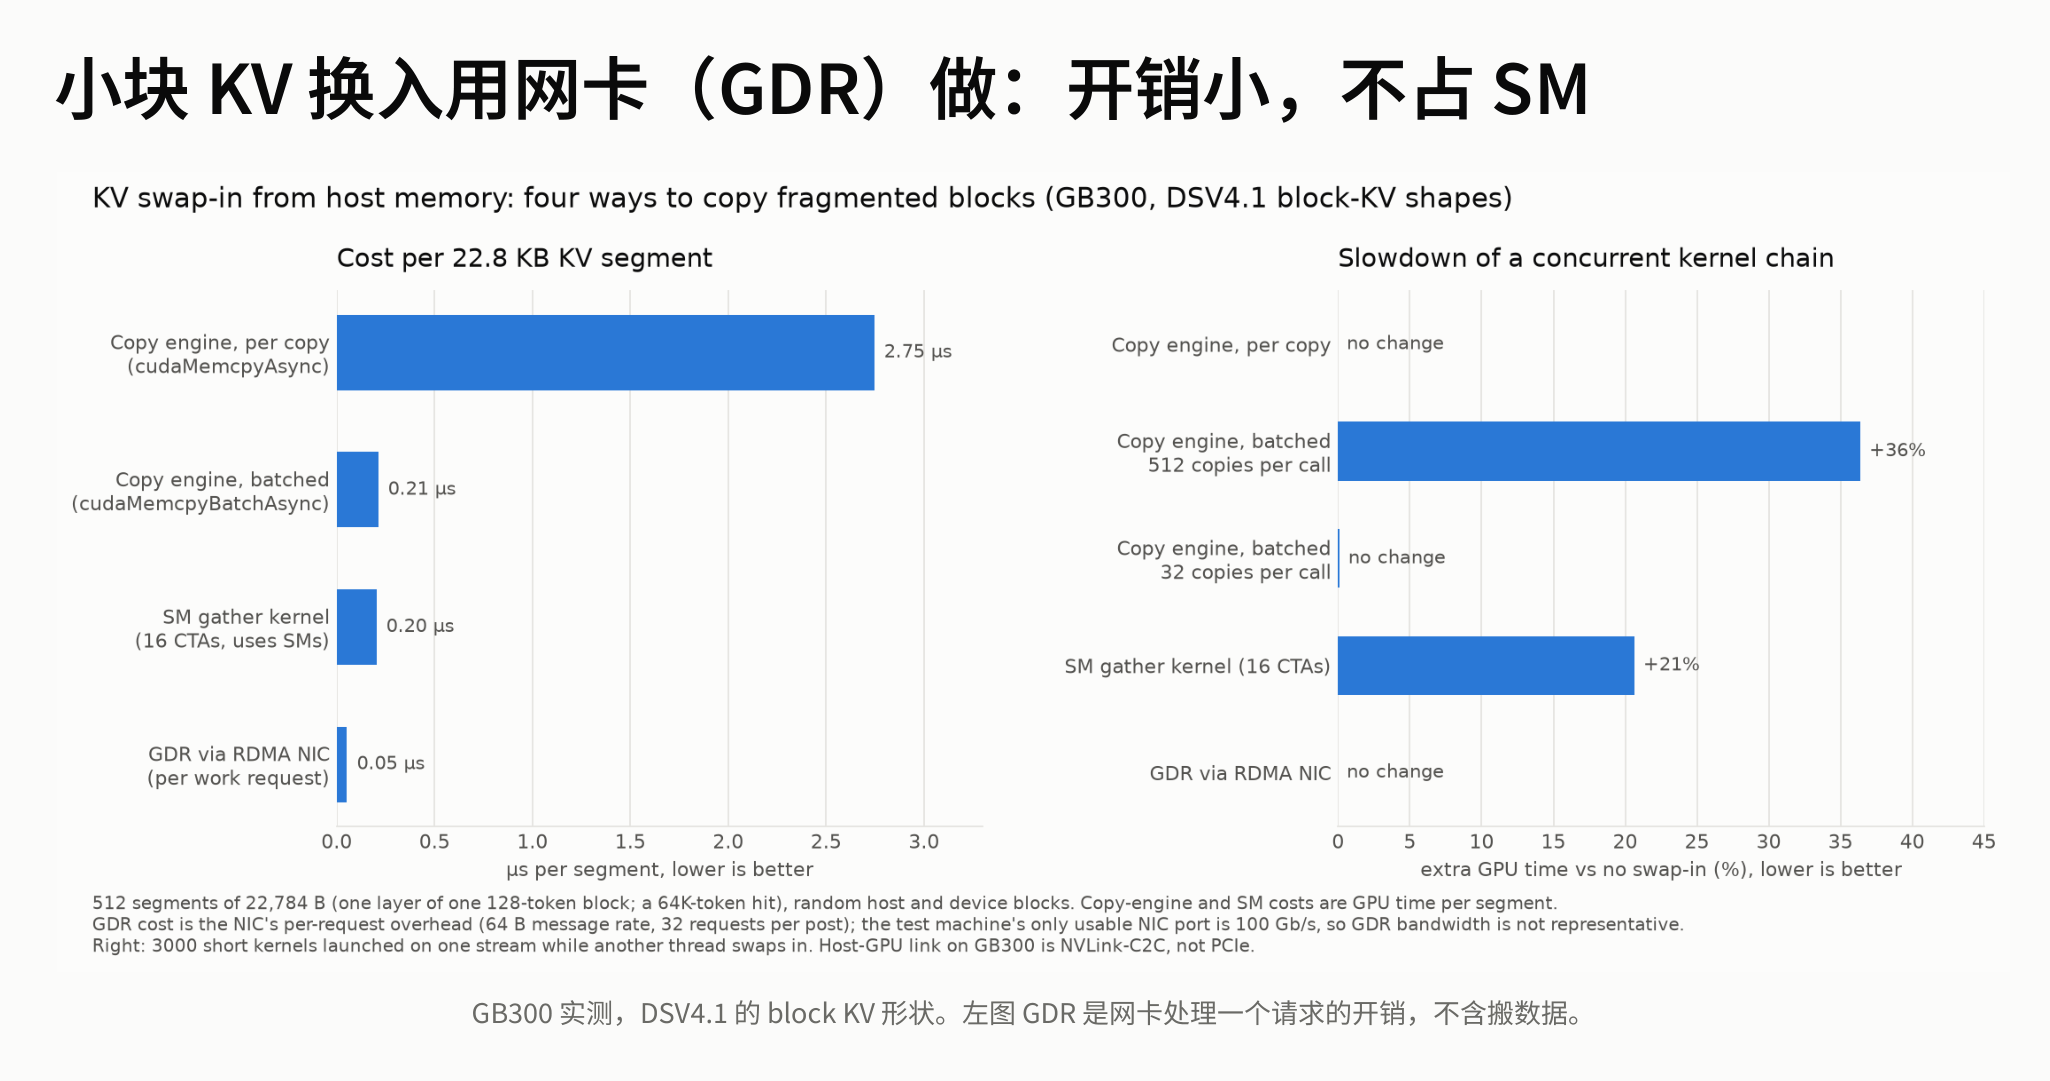 小块 KV 换入用网卡（GDR）做：开销小，不占 SM
KV swap-in from host memory: four ways to copy fragmented blocks (GB300, DSV4.1 block-KV shapes)
Cost per 22.8 KB KV segment
Copy engine, per copy
(cudaMemcpyAsync)
2.75 µs
Copy engine, batched
(cudaMemcpyBatchAsync)
0.21 µs
SM gather kernel
(16 CTAs, uses SMs)
0.20 µs
GDR via RDMA NIC
(per work request)
0.05 µs
0.0 0.5 1.0 1.5 2.0 2.5 3.0
µs per segment, lower is better
Slowdown of a concurrent kernel chain
Copy engine, per copy
no change
Copy engine, batched
512 copies per call
+36%
Copy engine, batched
32 copies per call
no change
SM gather kernel (16 CTAs)
+21%
GDR via RDMA NIC
no change
0 5 10 15 20 25 30 35 40 45
extra GPU time vs no swap-in (%), lower is better
512 segments of 22,784 B (one layer of one 128-token block; a 64K-token hit), random host and device blocks. Copy-engine and SM costs are GPU time per segment.
GDR cost is the NIC's per-request overhead (64 B message rate, 32 requests per post); the test machine's only usable NIC port is 100 Gb/s, so GDR bandwidth is not representative.
Right: 3000 short kernels launched on one stream while another thread swaps in. Host-GPU link on GB300 is NVLink-C2C, not PCIe.
GB300 实测，DSV4.1 的 block KV 形状。左图 GDR 是网卡处理一个请求的开销，不含搬数据。